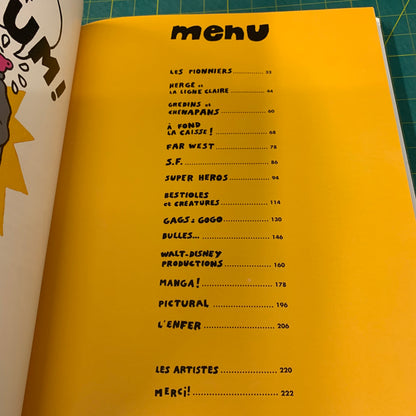 UM!
menu
LES PIONNIERS............ 32
HERGÉ et
LA LIGNE CLAIRE............ 44
GREDINS et
CHENAPANS............ 60
À FOND
LA CAISSE!............ 68
FAR WEST............ 78
S.F............. 86
SUPER HEROS............ 94
BESTIOLES
et CREATURES............ 114
GAGS à GOGO............ 130
BULLES............... 146
WALT-DISNEY
PRODUCTIONS............ 160
MANGA!............ 178
PICTURAL............ 196
L'ENFER............ 206
LES ARTISTES............ 220
MERCI!............ 222